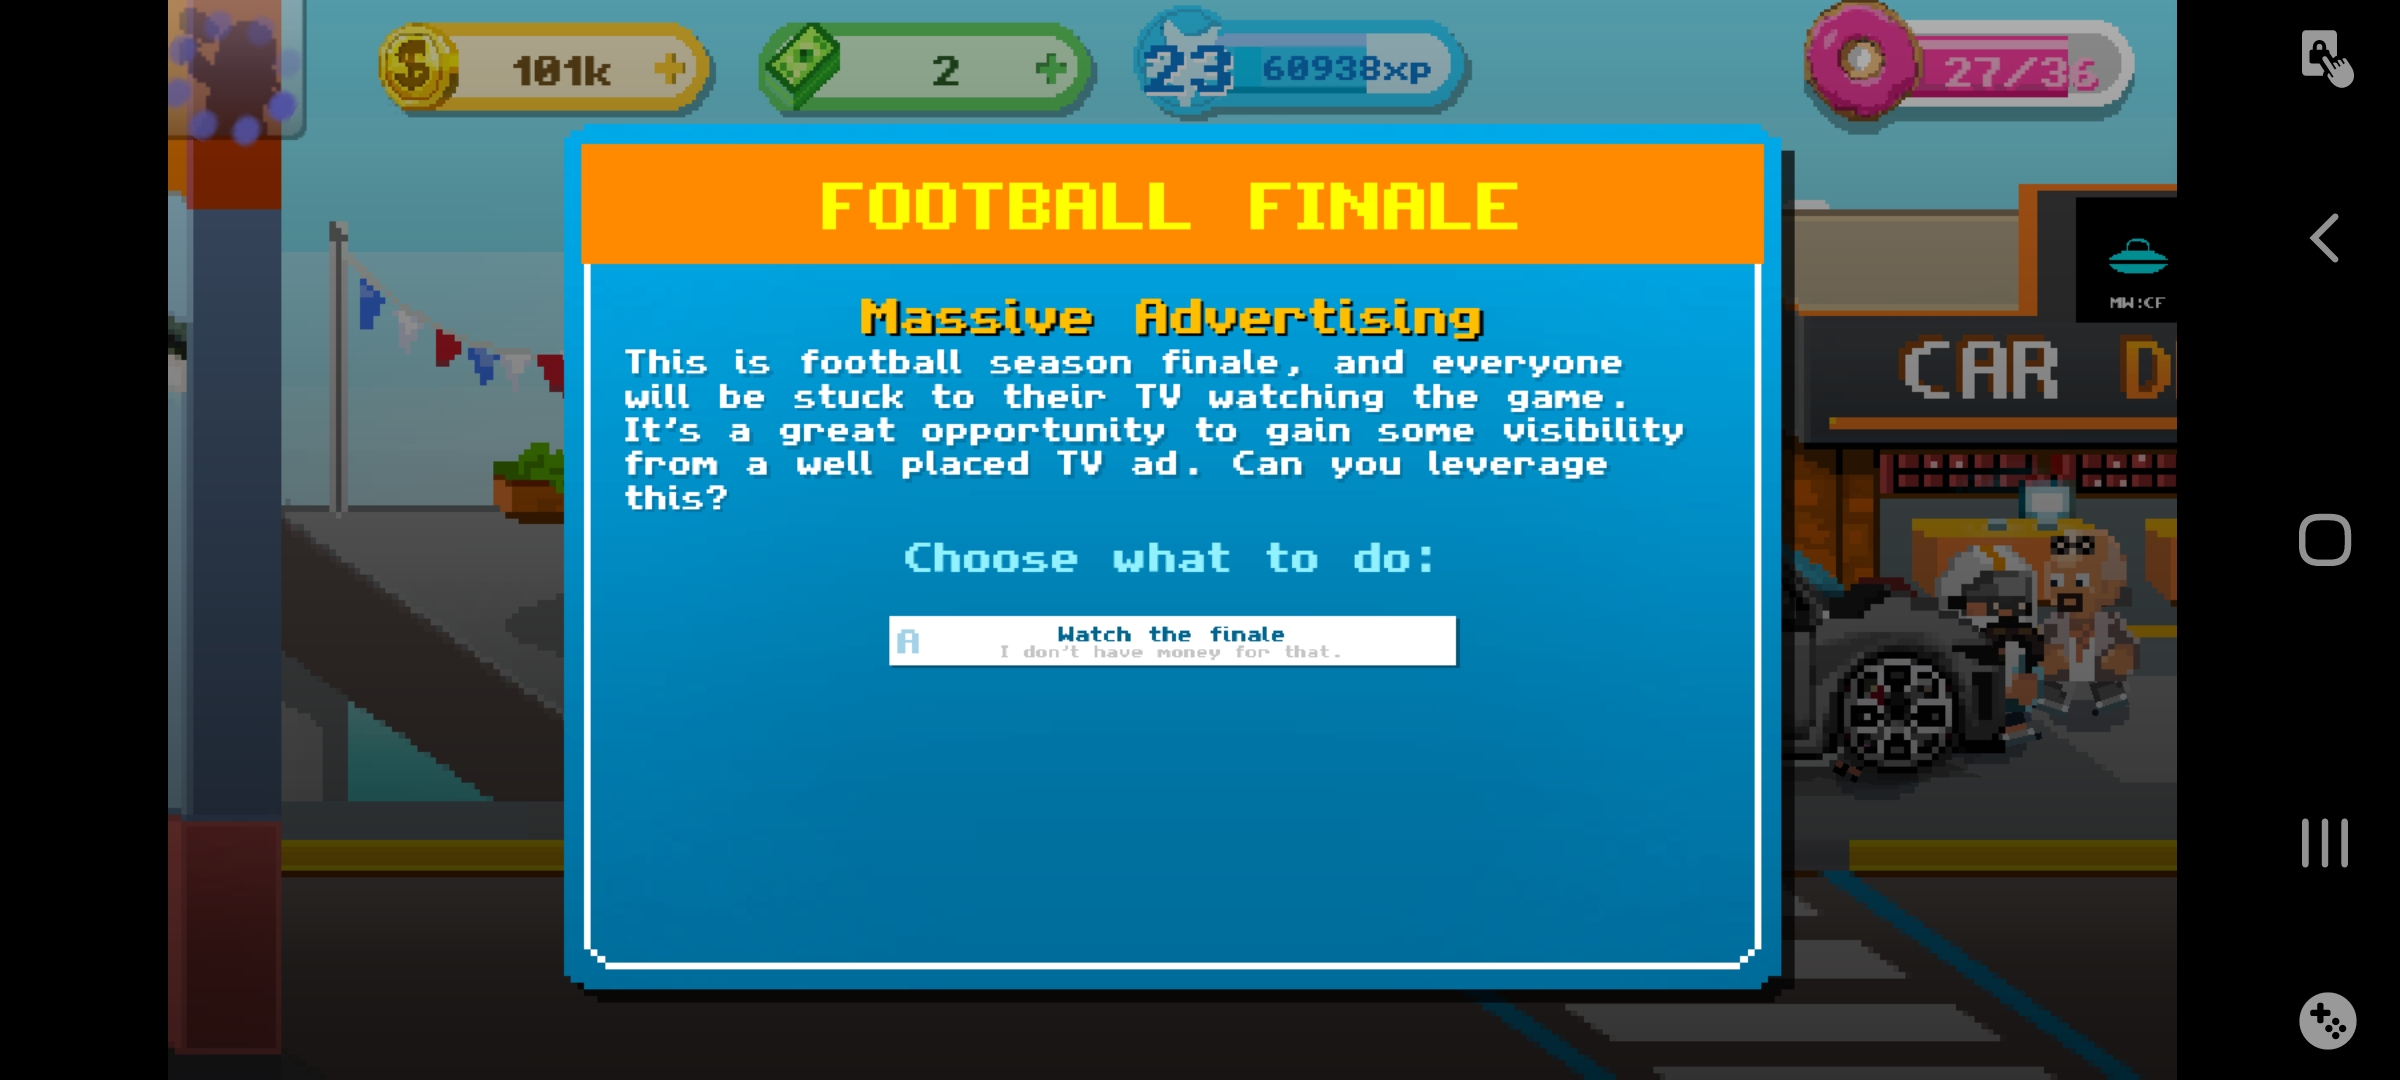 101k
2
23 60938xp
27/36
FOOTBALL FINALE
Massive Advertising
This is football season finale, and everyone
will be stuck to their TV watching the game.
It's a great opportunity to gain some visibility
from a well placed TV ad. Can you leverage
this?
Choose what to do:
A Watch the finale
I don't have money for that.
MW:CF
CAR D